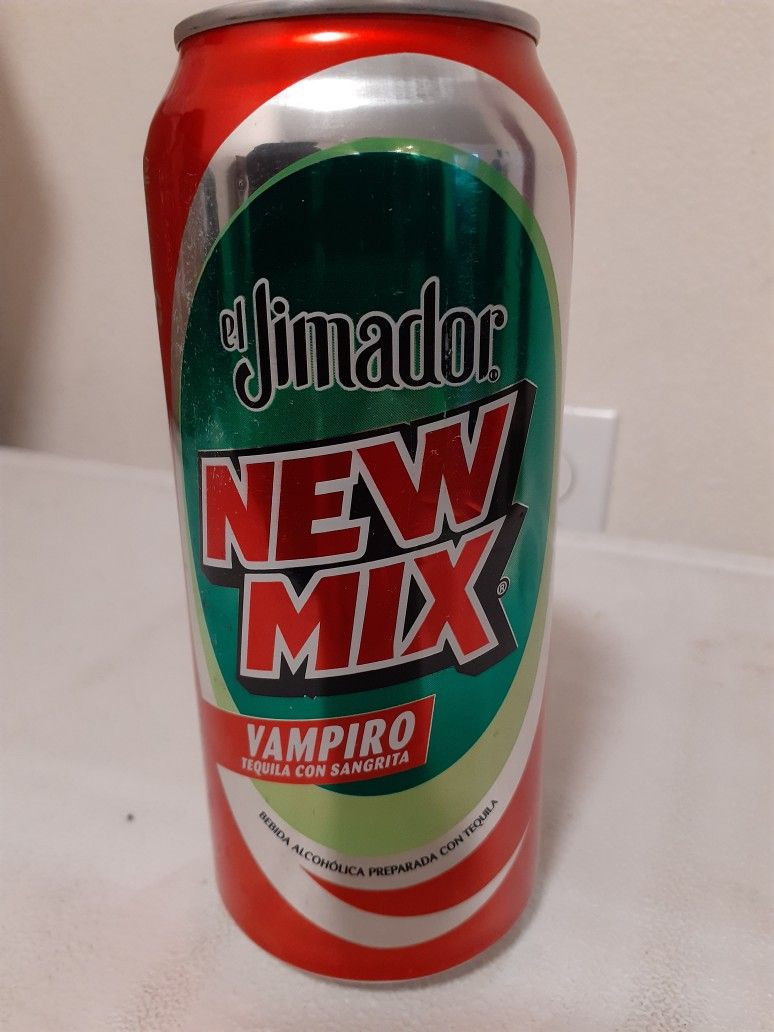 el Jimador®
NEW
MIX®
VAMPIRO
TEQUILA CON SANGRITA
BEBIDA ALCOHÓLICA PREPARADA CON TEQUILA